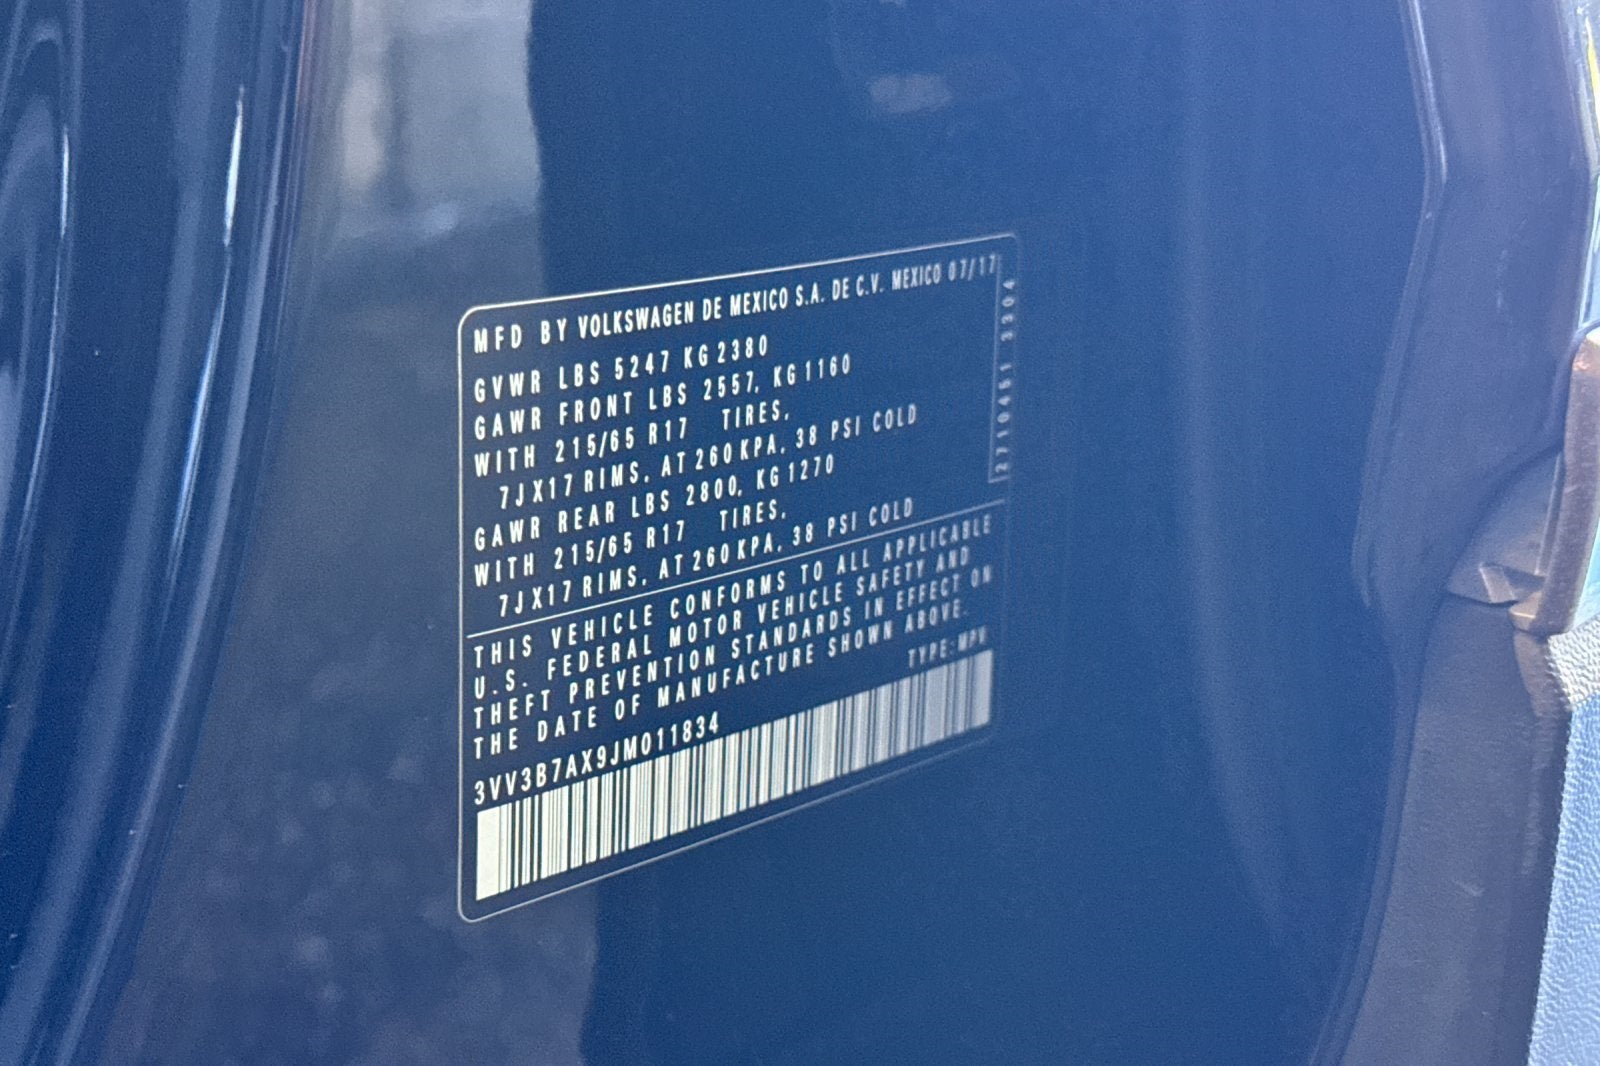 MFD BY VOLKSWAGEN DE MEXICO S.A. DE C.V. MEXICO 07/17
GVWR LBS 5247 KG 2380
GAWR FRONT LBS 2557, KG 1160
WITH 215/65 R17 TIRES,
7JX17 RIMS, AT 260 KPA, 38 PSI COLD
GAWR REAR LBS 2800, KG 1270
WITH 215/65 R17 TIRES,
7JX17 RIMS, AT 260 KPA, 38 PSI COLD
THIS VEHICLE CONFORMS TO ALL APPLICABLE
U.S. FEDERAL MOTOR VEHICLE SAFETY AND
THEFT PREVENTION STANDARDS IN EFFECT ON
THE DATE OF MANUFACTURE SHOWN ABOVE.
TYPE: MPV
3VV3B7AX9JM011834
2710461 3304